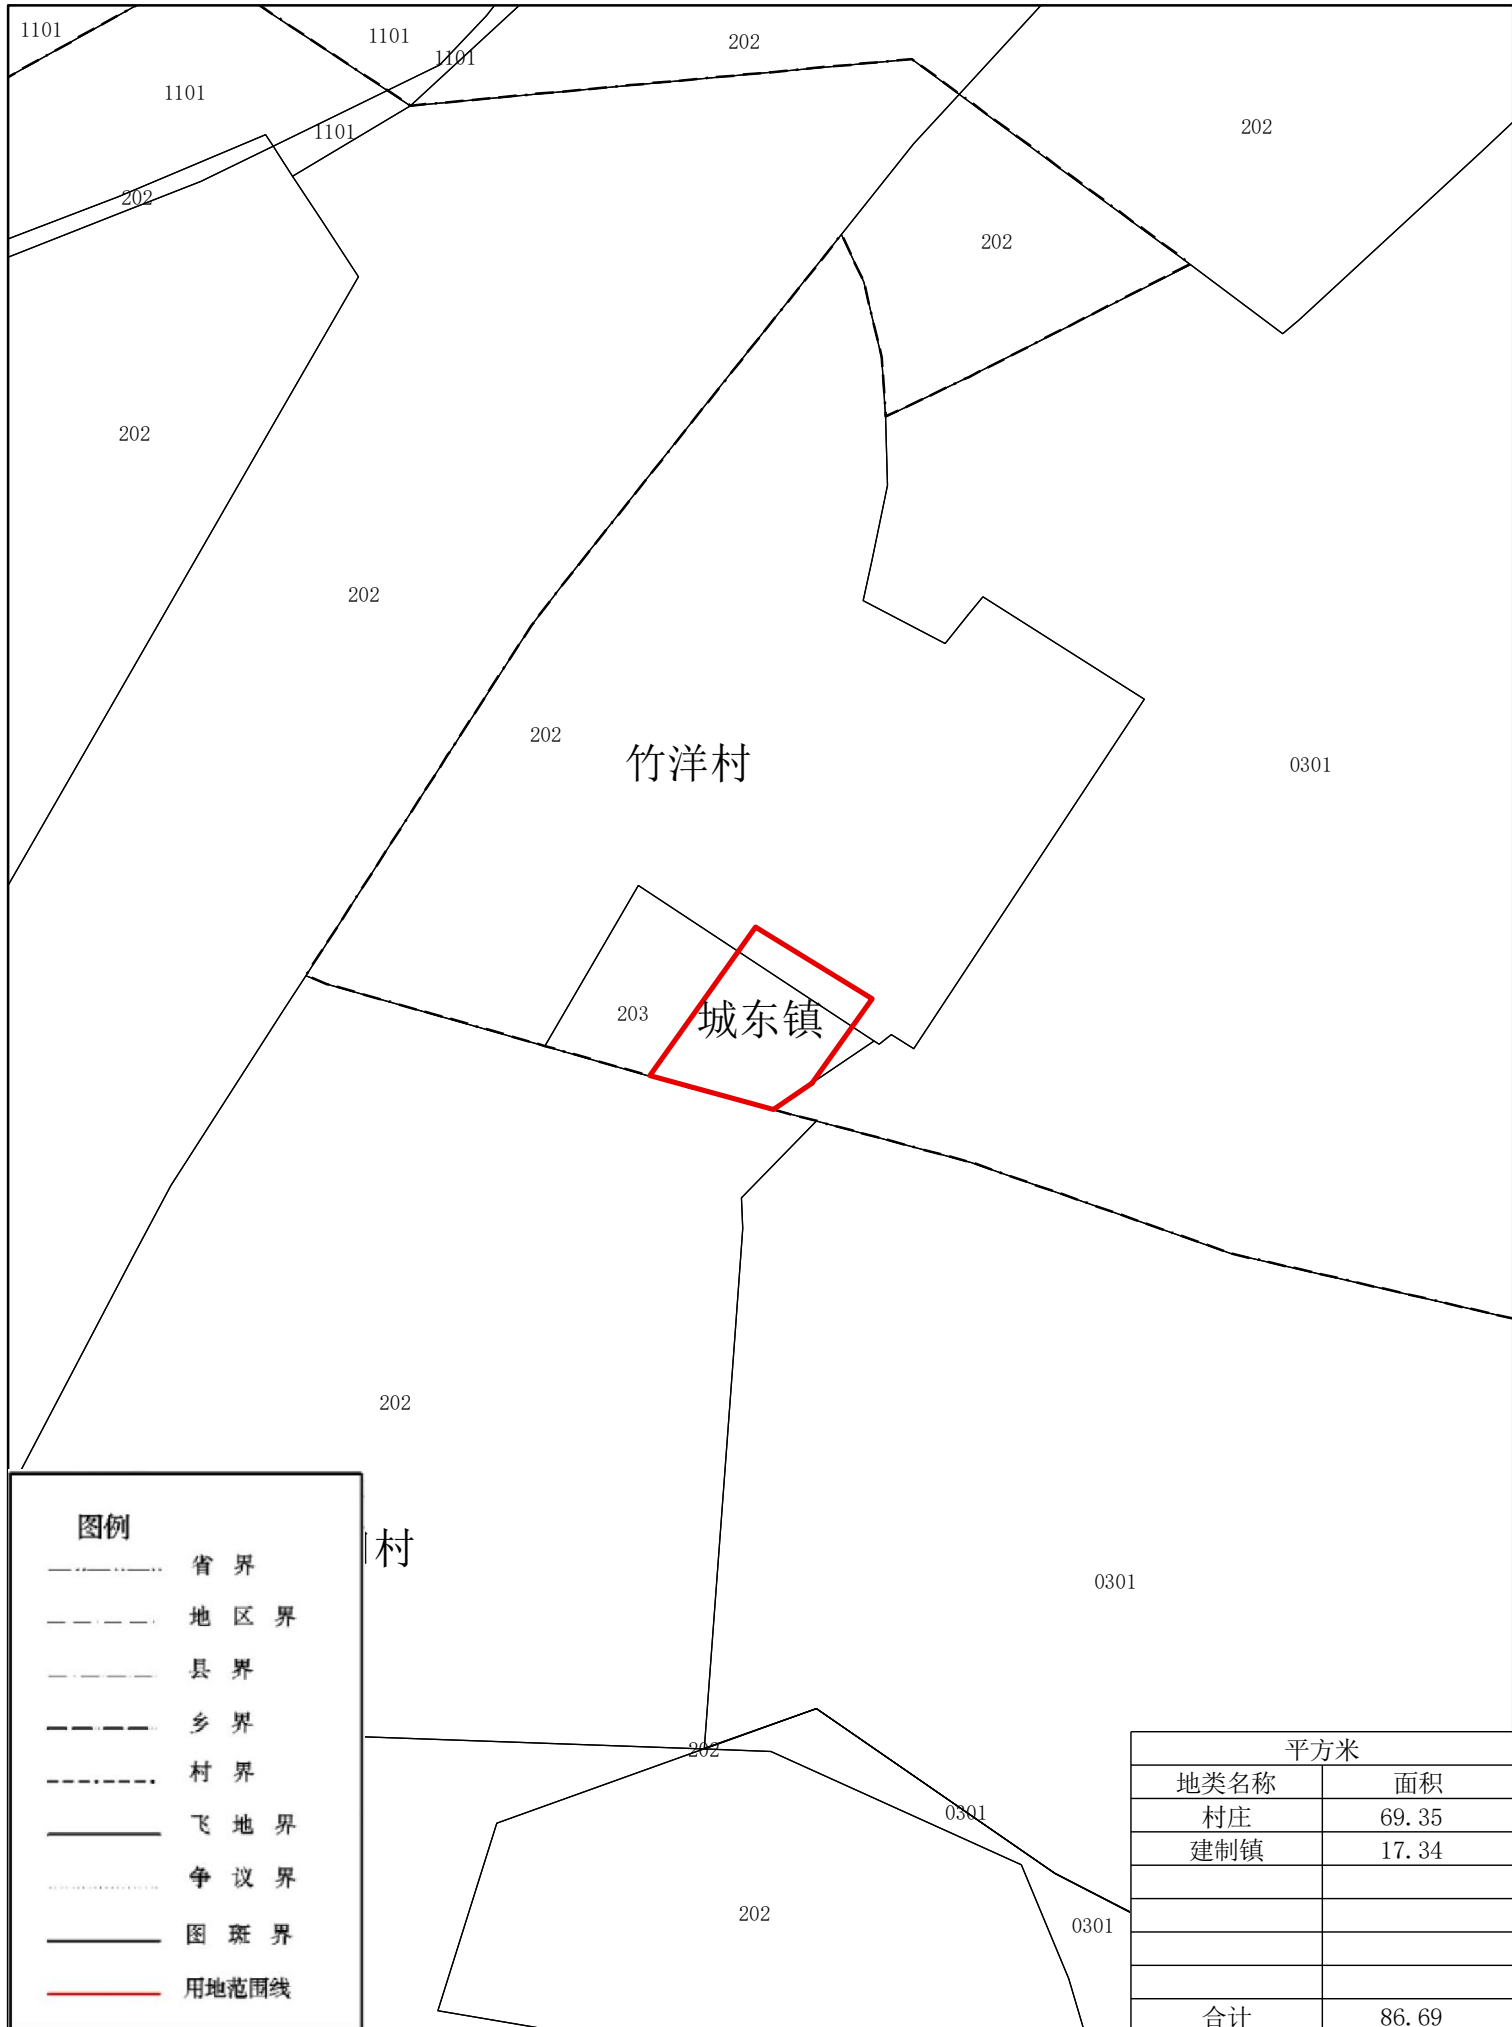 1101
1101
1101
202
1101
202
1101
202
202
202
202
202
竹洋村
0301
203
城东镇
202
村
0301
202
0301
202
0301
图例
省 界
地 区 界
县 界
乡 界
村 界
飞 地 界
争 议 界
图 斑 界
用地范围线
平方米
地类名称 面积
村庄 69.35
建制镇 17.34
合计 86.69